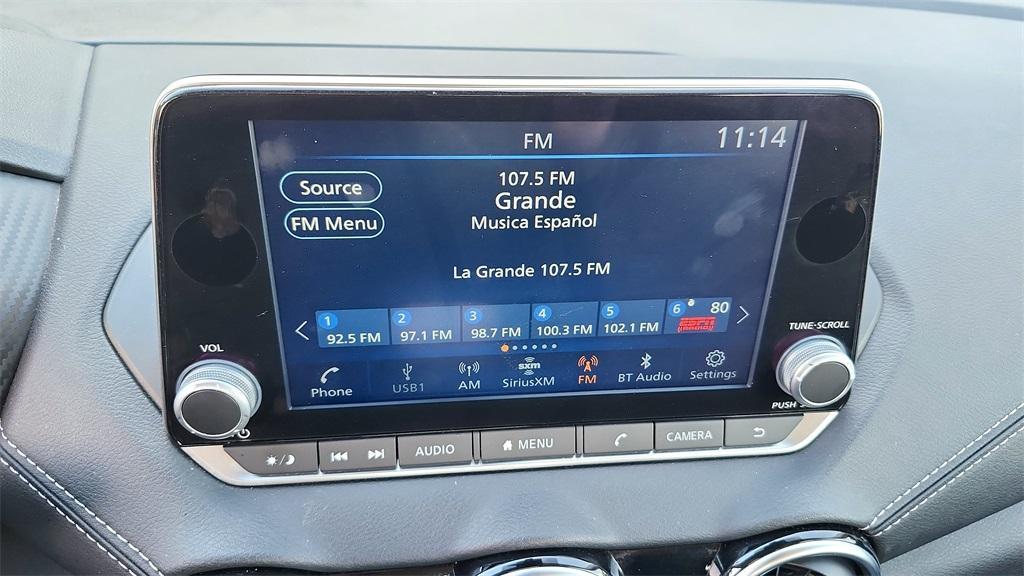 FM 11:14
Source
107.5 FM
Grande
FM Menu
Musica Español
La Grande 107.5 FM
1 2 3 4 5 6 80
92.5 FM 97.1 FM 98.7 FM 100.3 FM 102.1 FM
Phone USB1 AM sxm SiriusXM FM BT Audio Settings
VOL
TUNE·SCROLL
PUSH
AUDIO MENU CAMERA